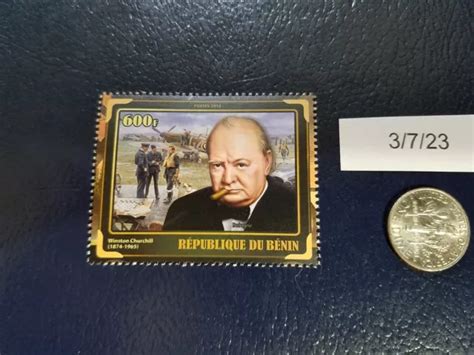 600F
Winston Churchill
(1874-1965)
RÉPUBLIQUE DU BÉNIN
3/7/23